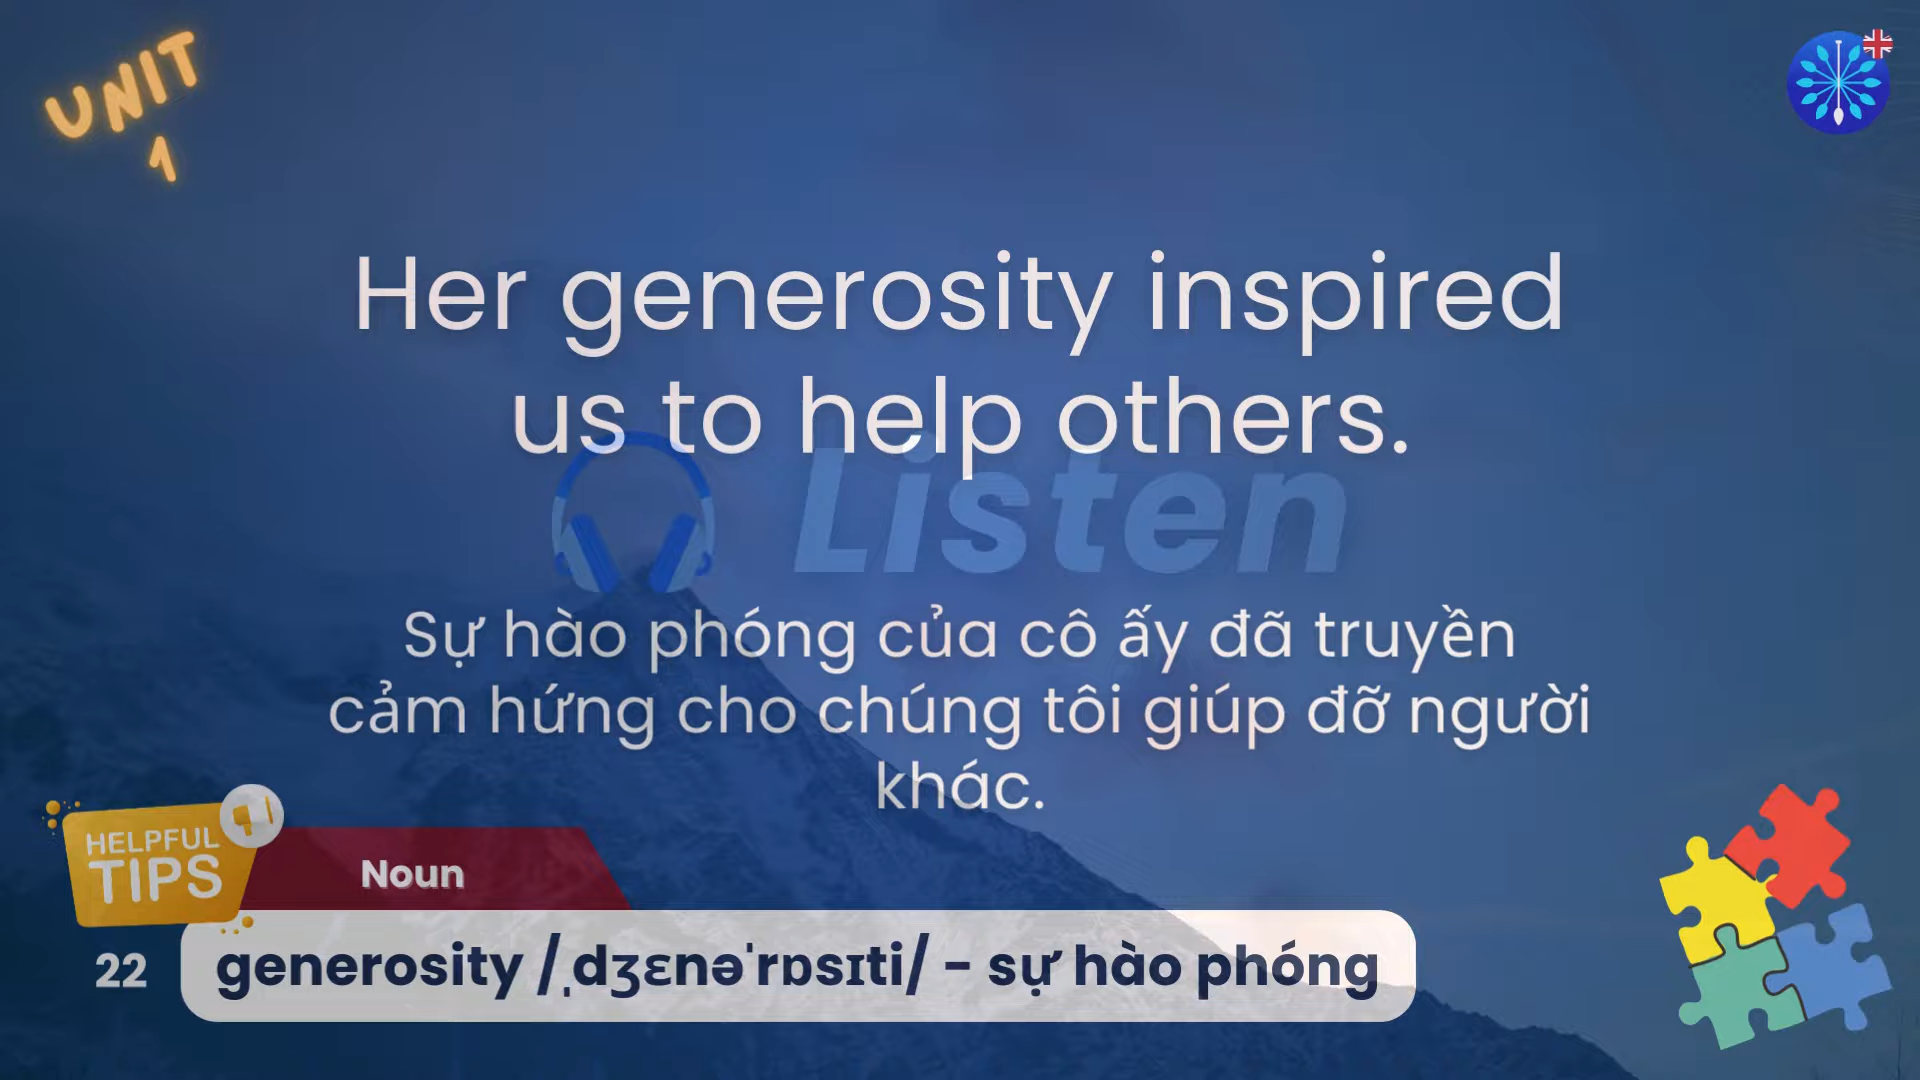 UNIT
1
Her generosity inspired
us to help others.
Listen
Sự hào phóng của cô ấy đã truyền
cảm hứng cho chúng tôi giúp đỡ người
khác.
HELPFUL
TIPS
Noun
22
generosity /ˌdʒɛnəˈrɒsɪti/ - sự hào phóng